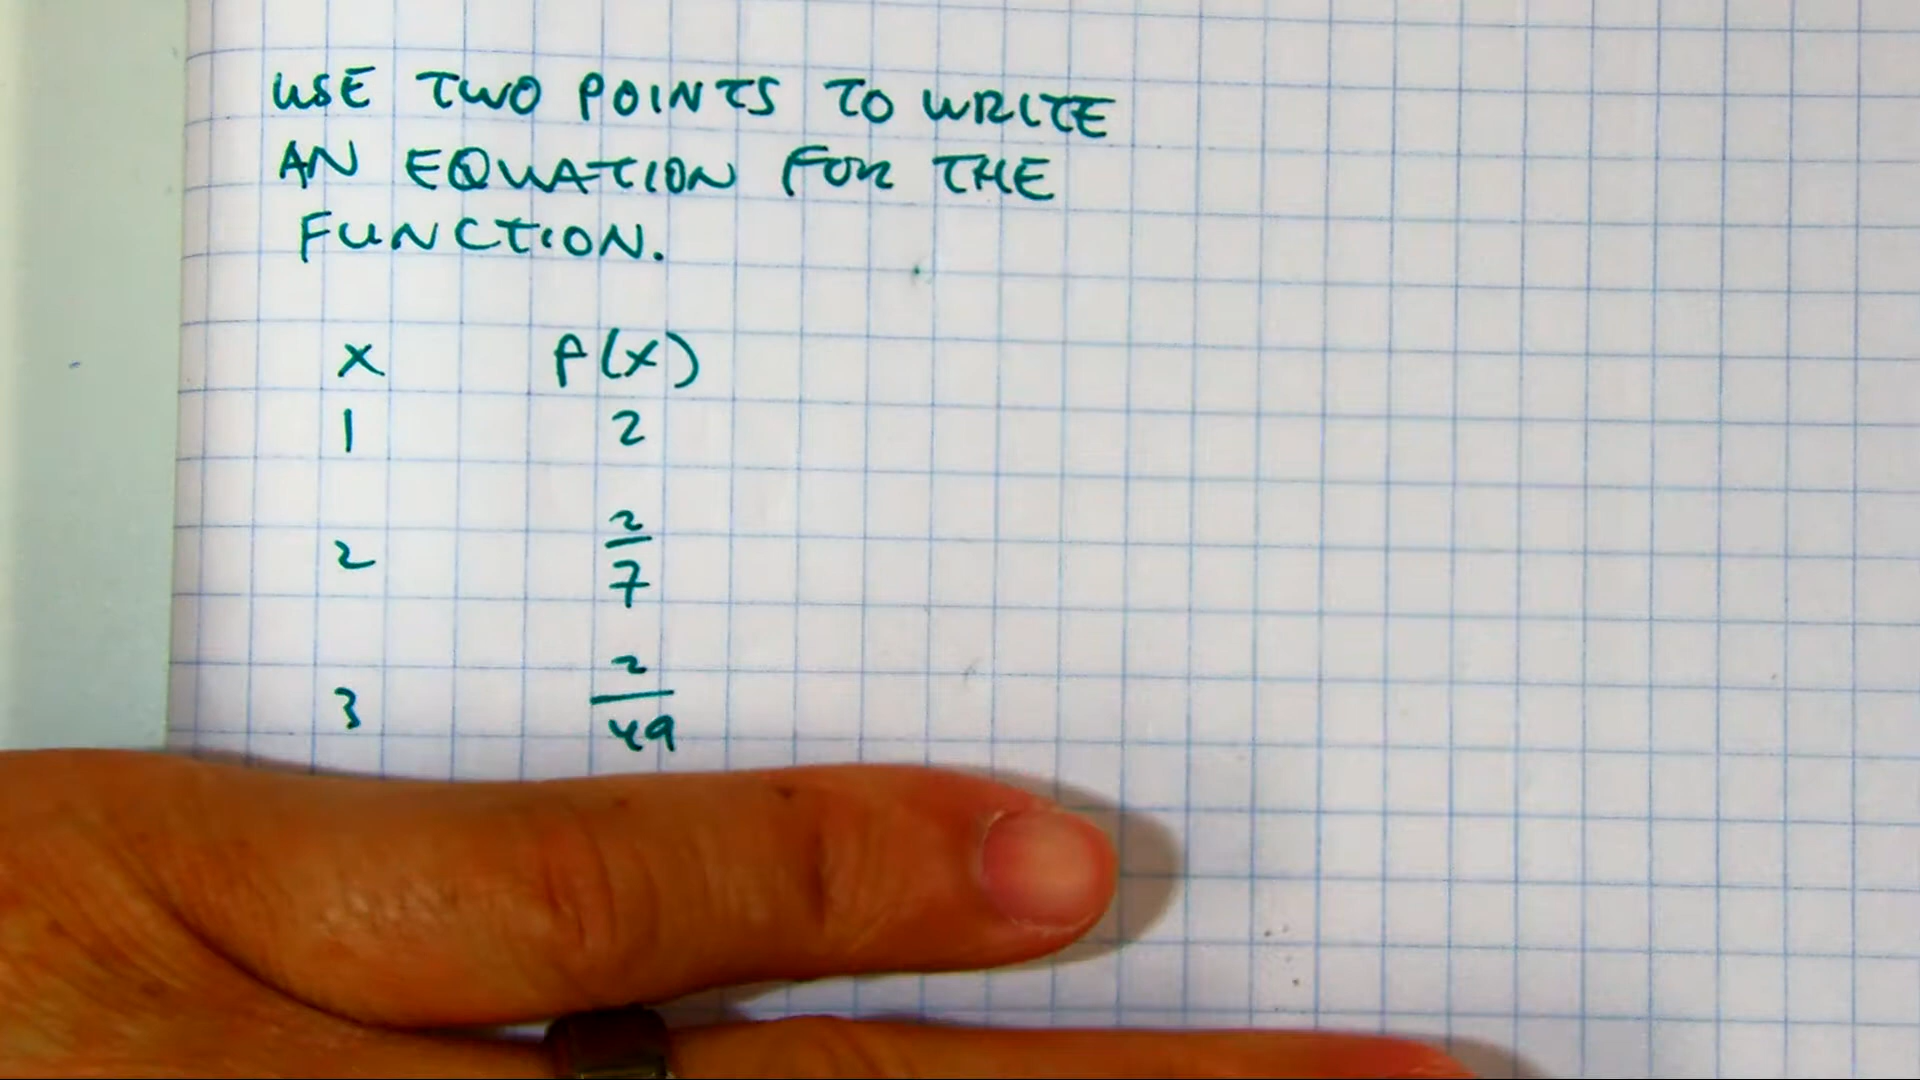 USE TWO POINTS TO WRITE
AN EQUATION FOR THE
FUNCTION.
x f(x)
1 2
2 2/7
3 2/49